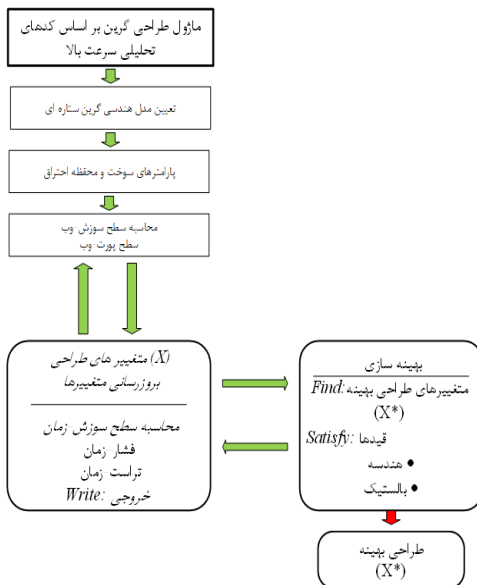 ماژول طراحی گرین بر اساس کدهای
تحلیلی سرعت بالا
تعیین مدل هندسی گرین ستاره ای
پارامترهای سوخت و محفظه احتراق
محاسبه سطح سوزش-وب
سطح پورت-وب
(X) متغییر های طراحی
بروزرسانی متغییرها
محاسبه سطح سوزش-زمان
فشار-زمان
تراست-زمان
Write: خروجی
بهینه سازی
Find: متغییرهای طراحی بهینه
(X*)
Satisfy: قیدها
• هندسه
• بالستیک
طراحی بهینه
(X*)